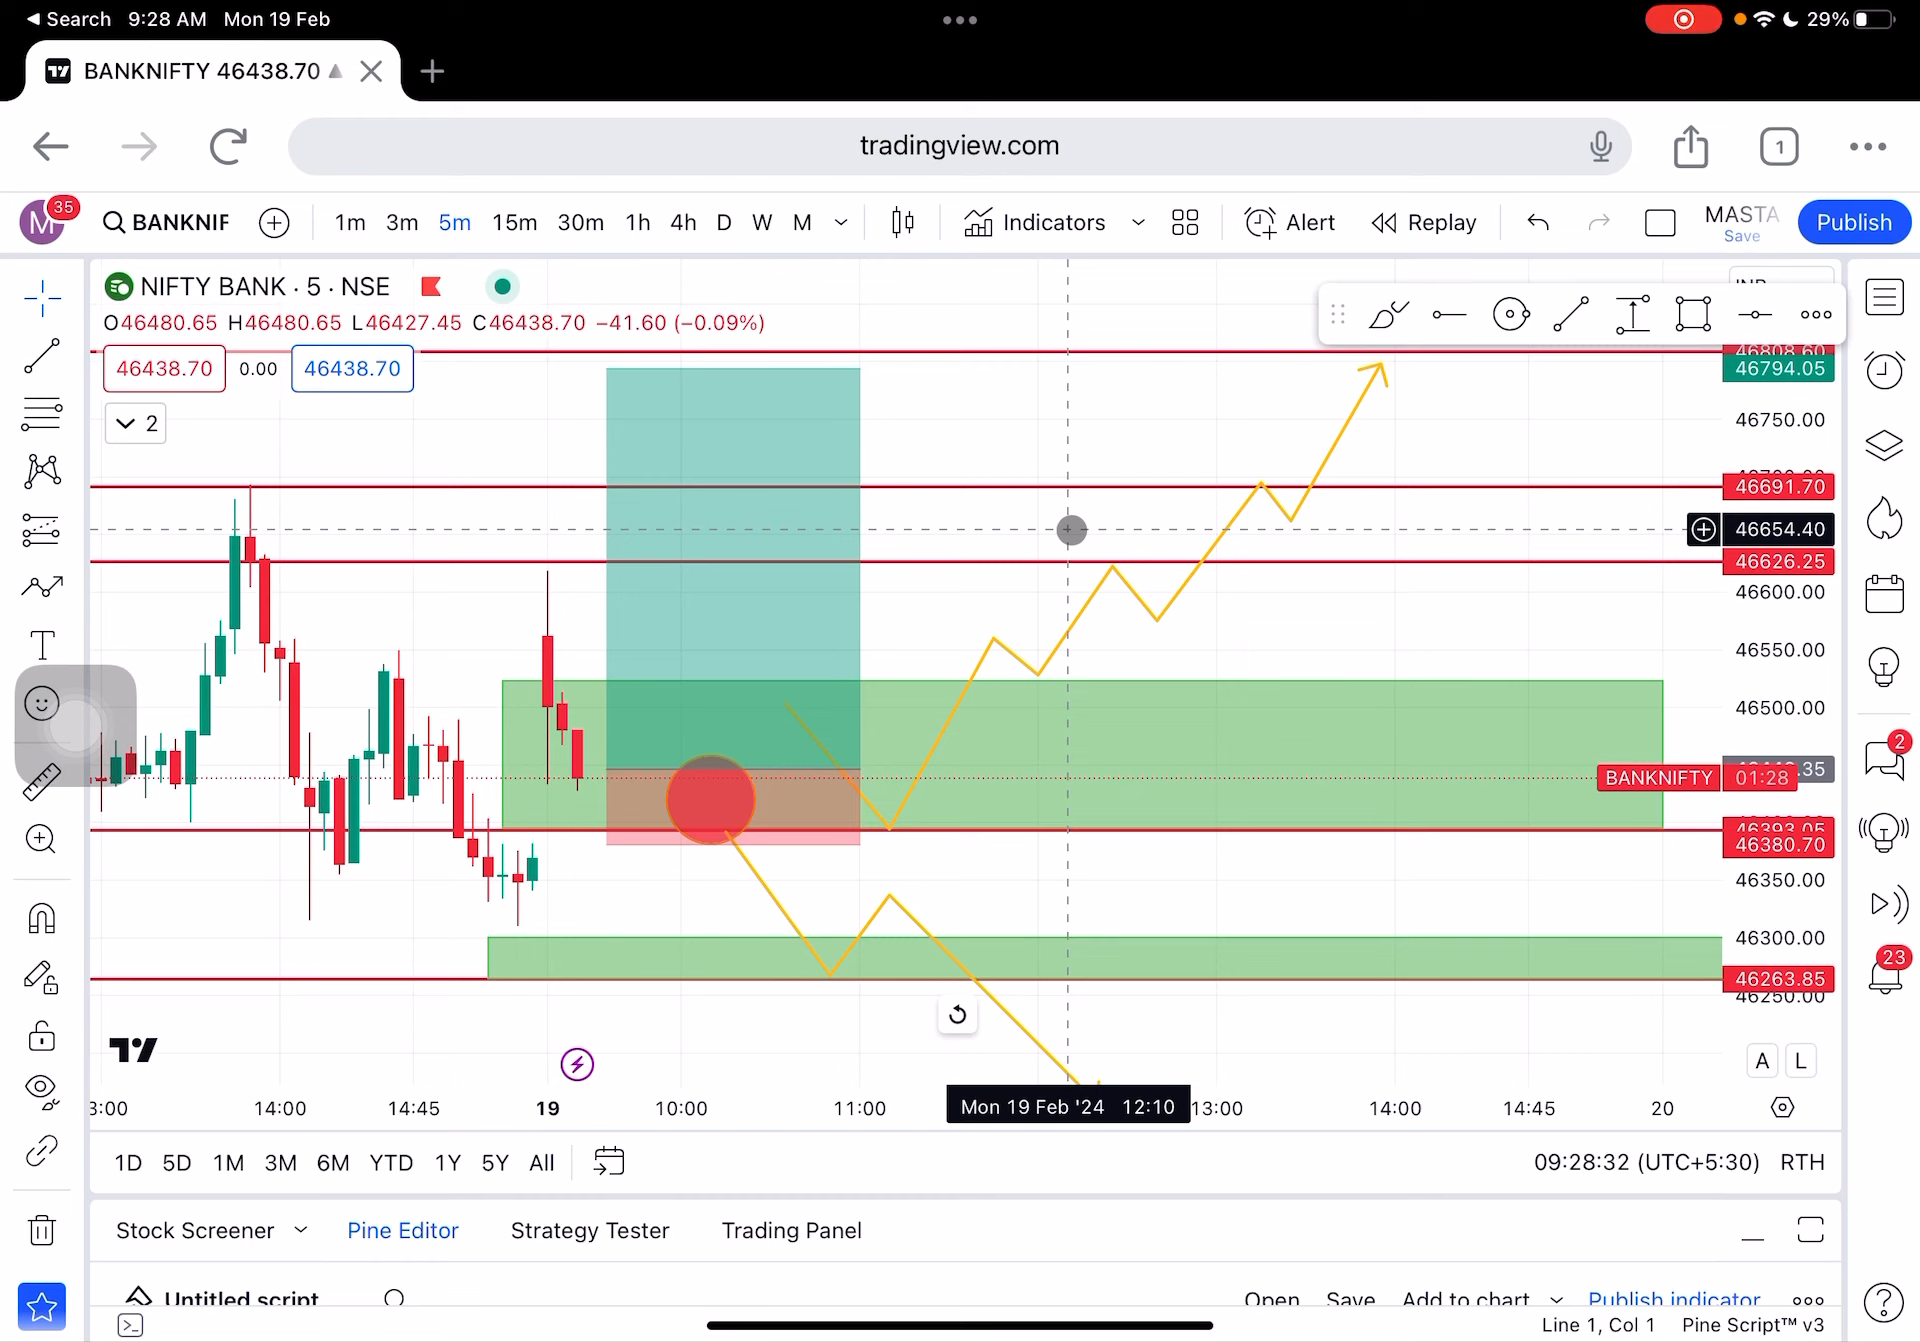 Search 9:28 AM Mon 19 Feb
29%
BANKNIFTY 46438.70
tradingview.com
1
M 35
BANKNIF
1m 3m 5m 15m 30m 1h 4h D W M
Indicators
Alert
Replay
MASTA
Save
Publish
NIFTY BANK · 5 · NSE
O46480.65 H46480.65 L46427.45 C46438.70 −41.60 (−0.09%)
46438.70 0.00 46438.70
2
46794.05
46750.00
46691.70
46654.40
46626.25
46600.00
46550.00
46500.00
BANKNIFTY 01:28
46380.70
46350.00
46300.00
46263.85
46250.00
2
23
A L
14:00 14:45 19 10:00 11:00 Mon 19 Feb '24 12:10 13:00 14:00 14:45 20
1D 5D 1M 3M 6M YTD 1Y 5Y All
09:28:32 (UTC+5:30) RTH
Stock Screener Pine Editor Strategy Tester Trading Panel
Untitled script
Open Save Add to chart Publish indicator
Line 1, Col 1 Pine Script™ v3